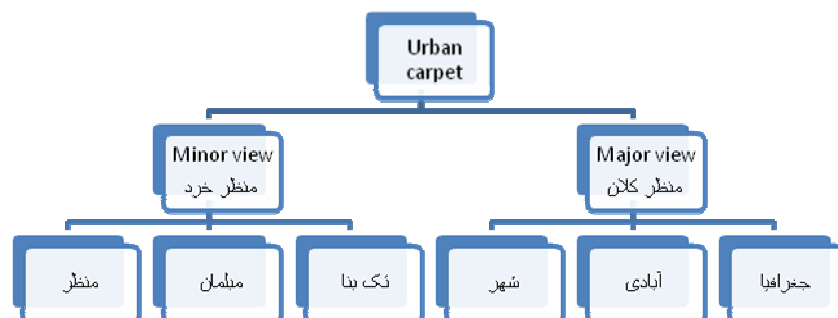 Urban
carpet
Minor view
منظر خرد
Major view
منظر کلان
منظر
مبلمان
تک بنا
شهر
آبادی
جغرافیا